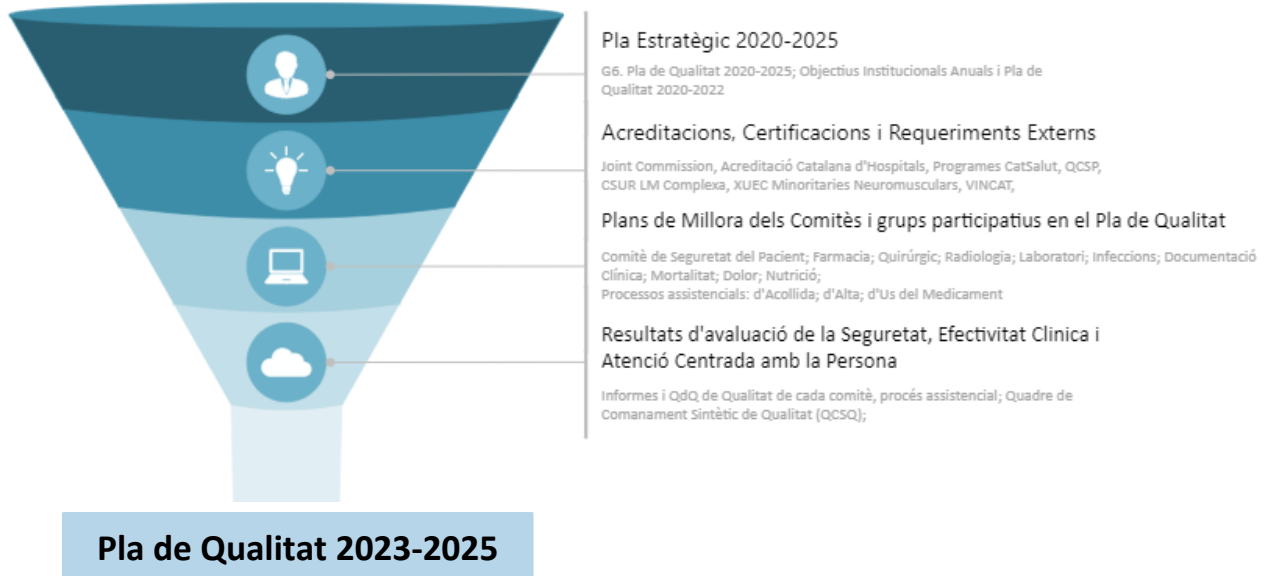 Pla Estratègic 2020-2025
G6. Pla de Qualitat 2020-2025; Objectius Institucionals Anuals i Pla de
Qualitat 2020-2022
Acreditacions, Certificacions i Requeriments Externs
Joint Commission, Acreditació Catalana d'Hospitals, Programes CatSalut, QCSP,
CSUR LM Complexa, XUEC Minoritaries Neuromusculars, VINCAT,
Plans de Millora dels Comitès i grups participatius en el Pla de Qualitat
Comitè de Seguretat del Pacient; Farmacia; Quirúrgic; Radiologia; Laboratori; Infeccions; Documentació
Clínica; Mortalitat; Dolor; Nutrició;
Processos assistencials: d'Acollida; d'Alta; d'Us del Medicament
Resultats d'avaluació de la Seguretat, Efectivitat Clinica i
Atenció Centrada amb la Persona
Informes i QdQ de Qualitat de cada comitè, procés assistencial; Quadre de
Comanament Sintètic de Qualitat (QCSQ);
Pla de Qualitat 2023-2025